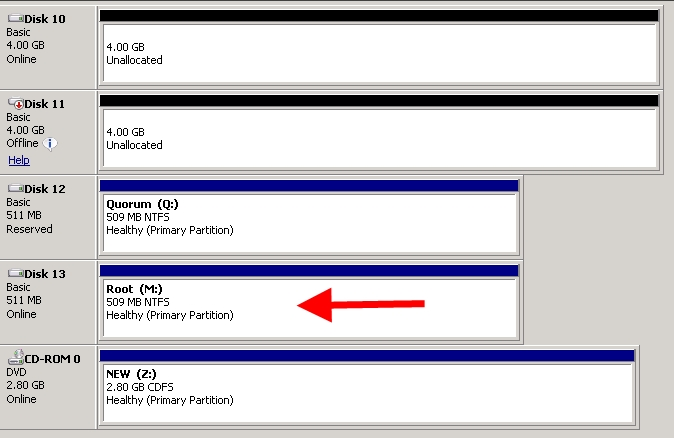 Disk 10
Basic
4.00 GB
Online
4.00 GB
Unallocated
Disk 11
Basic
4.00 GB
Offline
Help
4.00 GB
Unallocated
Disk 12
Basic
511 MB
Reserved
Quorum (Q:)
509 MB NTFS
Healthy (Primary Partition)
Disk 13
Basic
511 MB
Online
Root (M:)
509 MB NTFS
Healthy (Primary Partition)
CD-ROM 0
DVD
2.80 GB
Online
NEW (Z:)
2.80 GB CDFS
Healthy (Primary Partition)